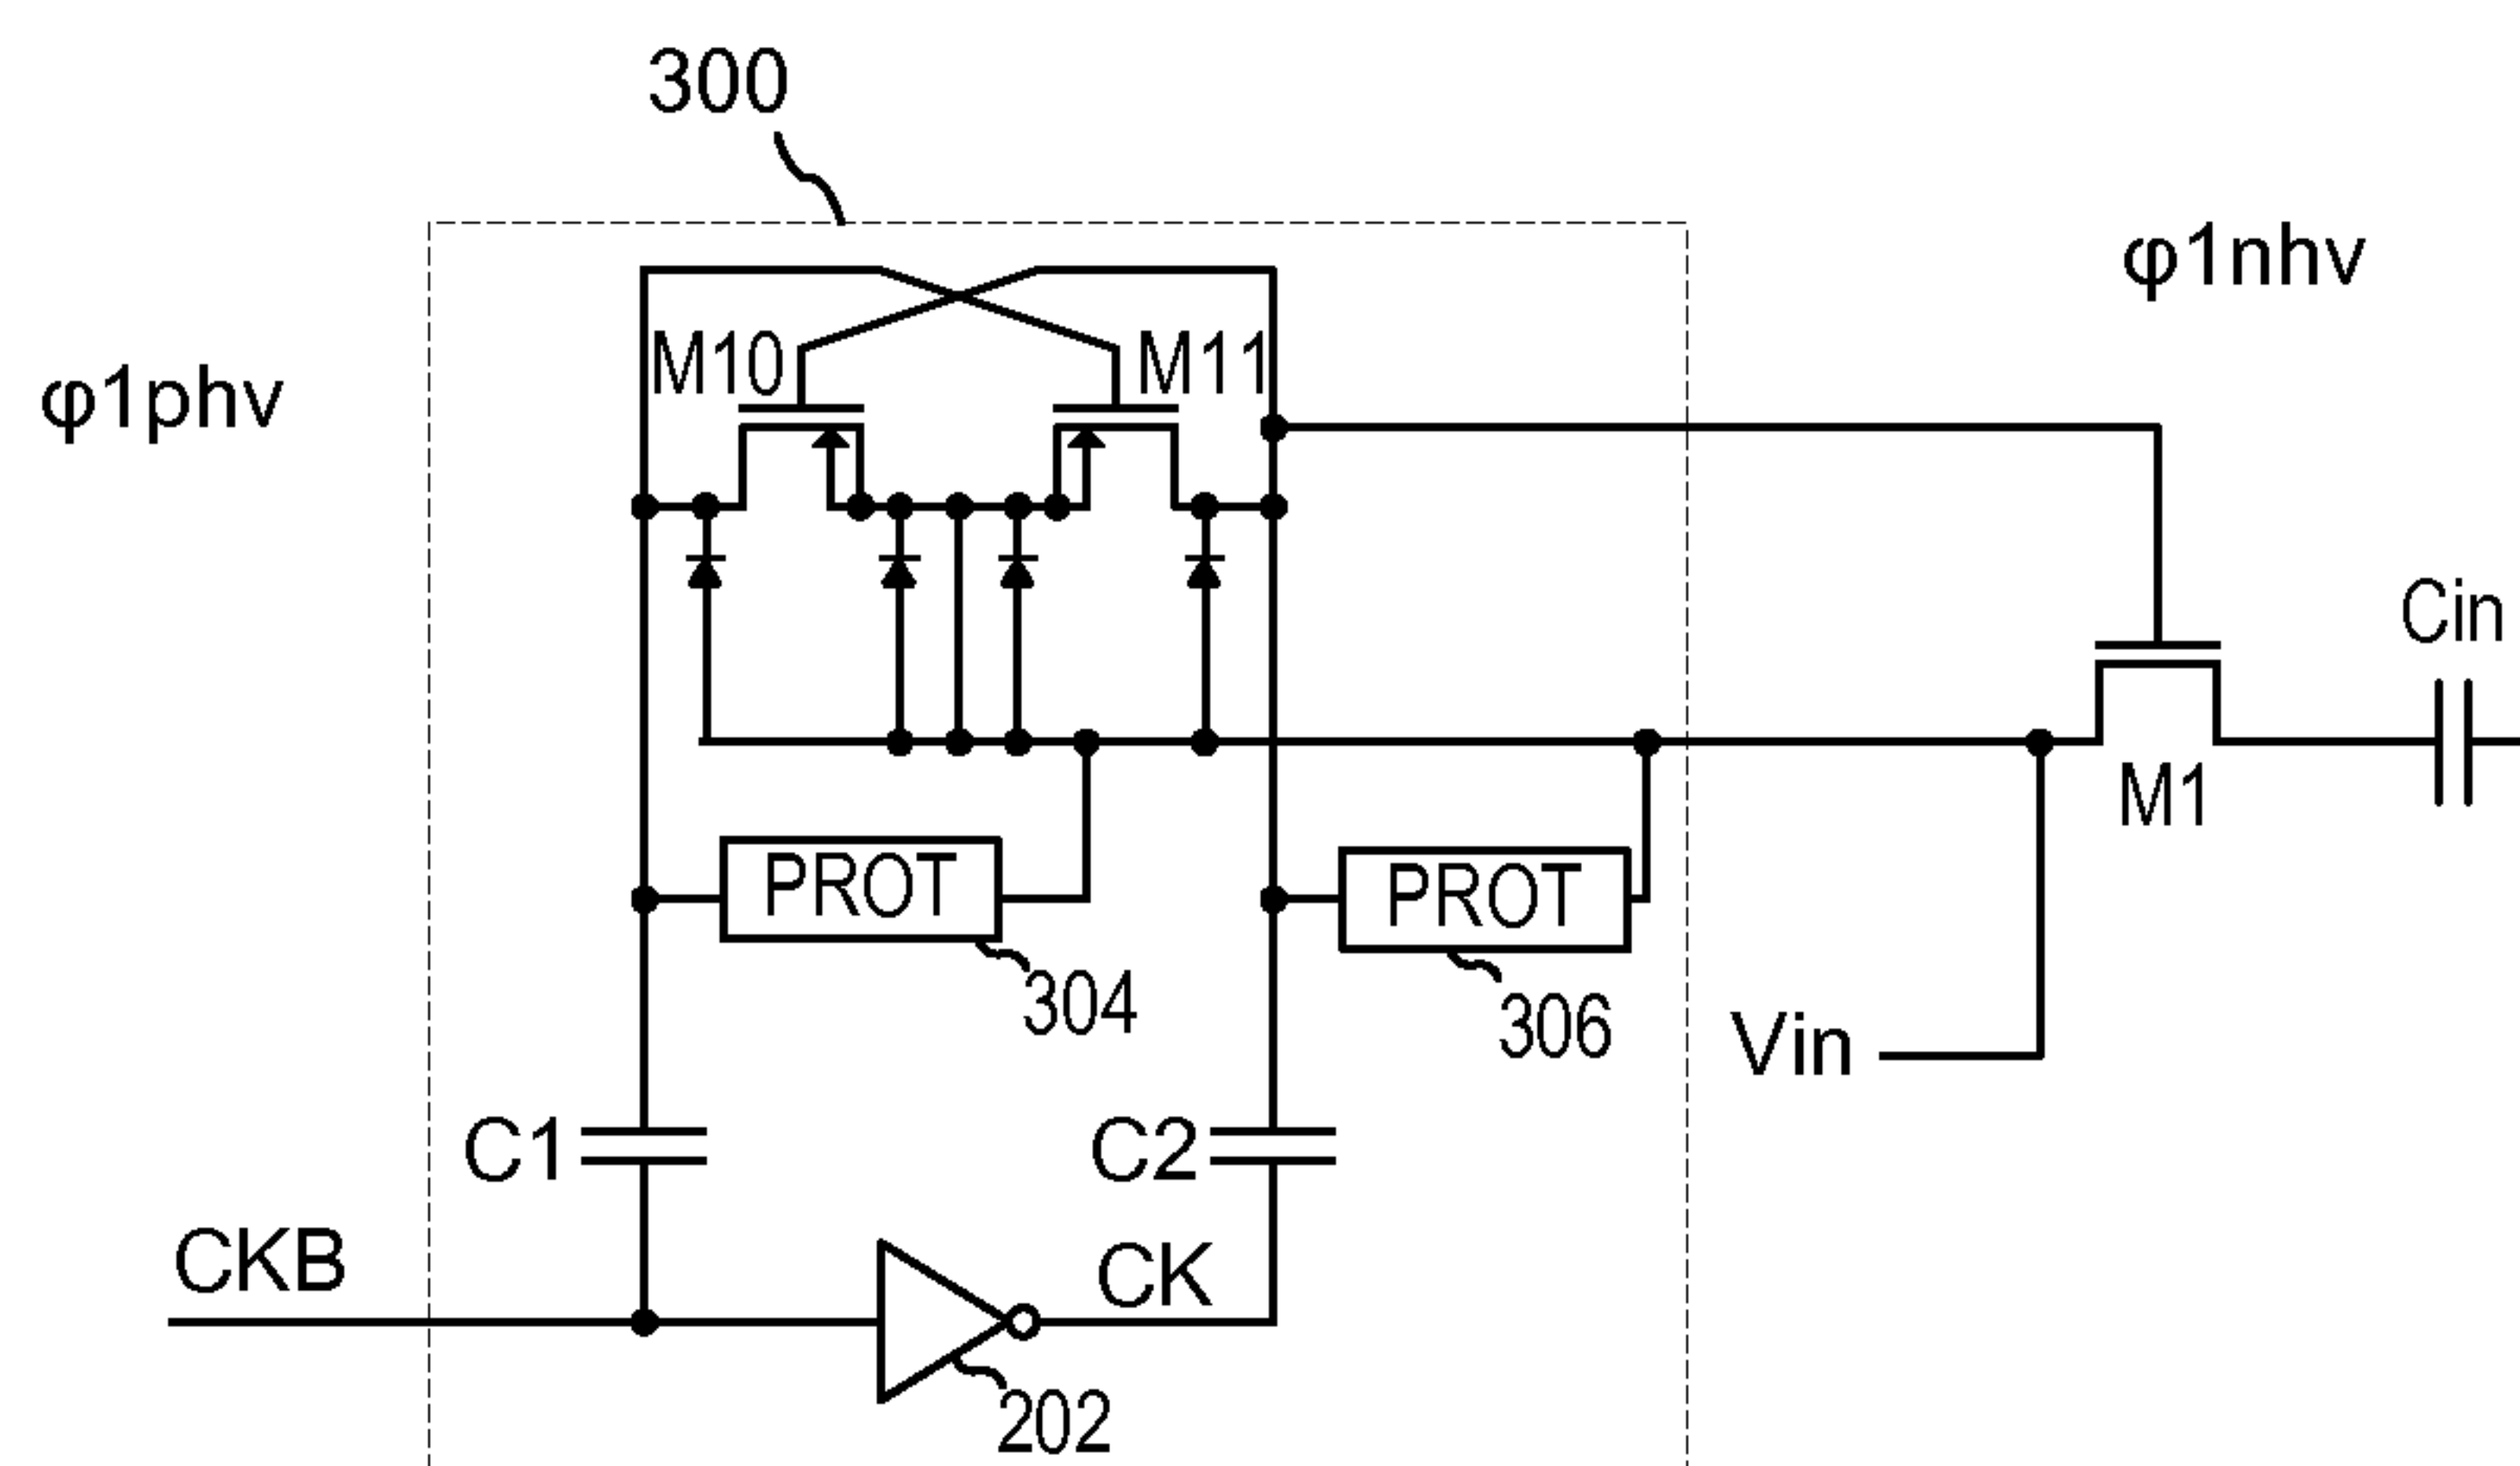 300
φ1nhv
M10
M11
φ1phv
Cin
M1
PROT
PROT
304
306
Vin
C1
C2
CKB
CK
202